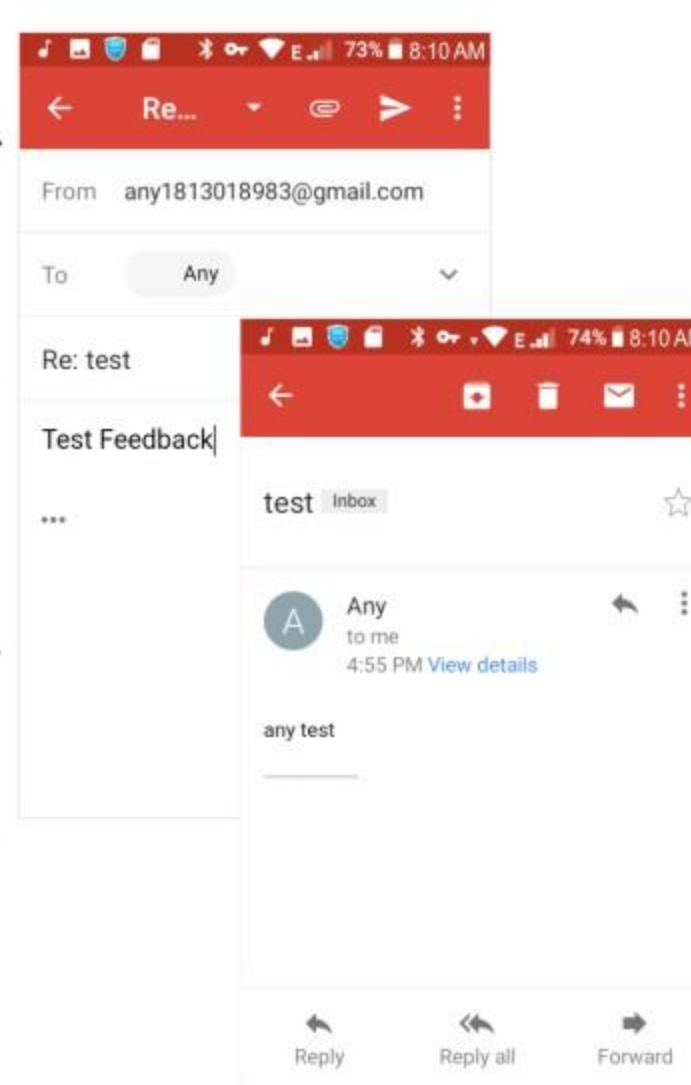 E 73% 8:10 AM
Re...
From any1813018983@gmail.com
To Any
Re: test
Test Feedback
•••
E 74% 8:10 AM
test Inbox
A
Any
to me
4:55 PM View details
any test
Reply Reply all Forward